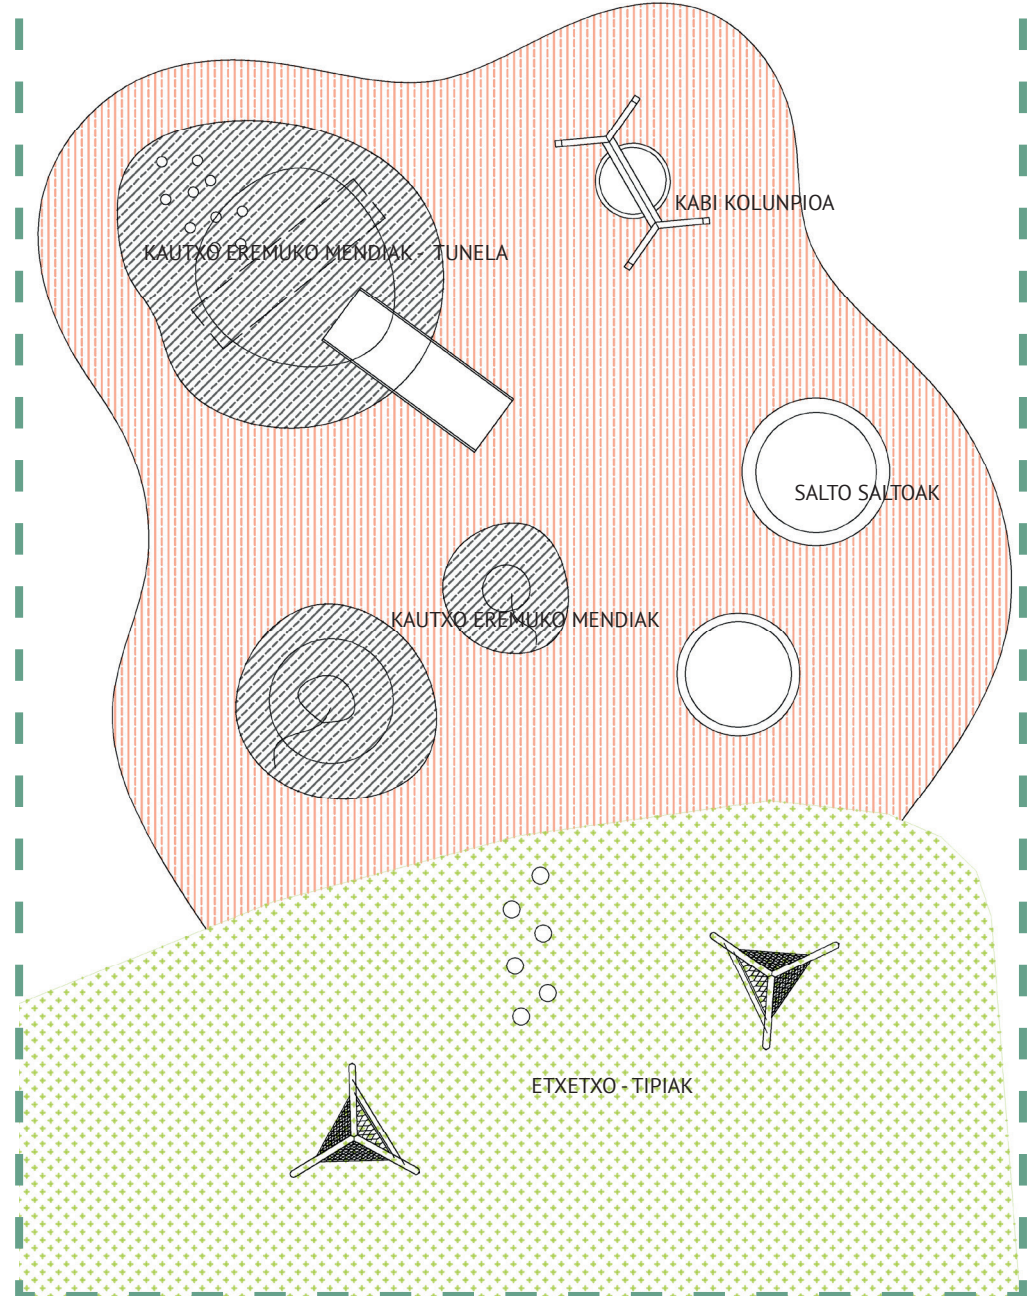 KABI KOLUNPIOA
KAUTXO EREMUKO MENDIAK - TUNELA
SALTO SALTOAK
KAUTXO EREMUKO MENDIAK
ETXETXO - TIPIAK